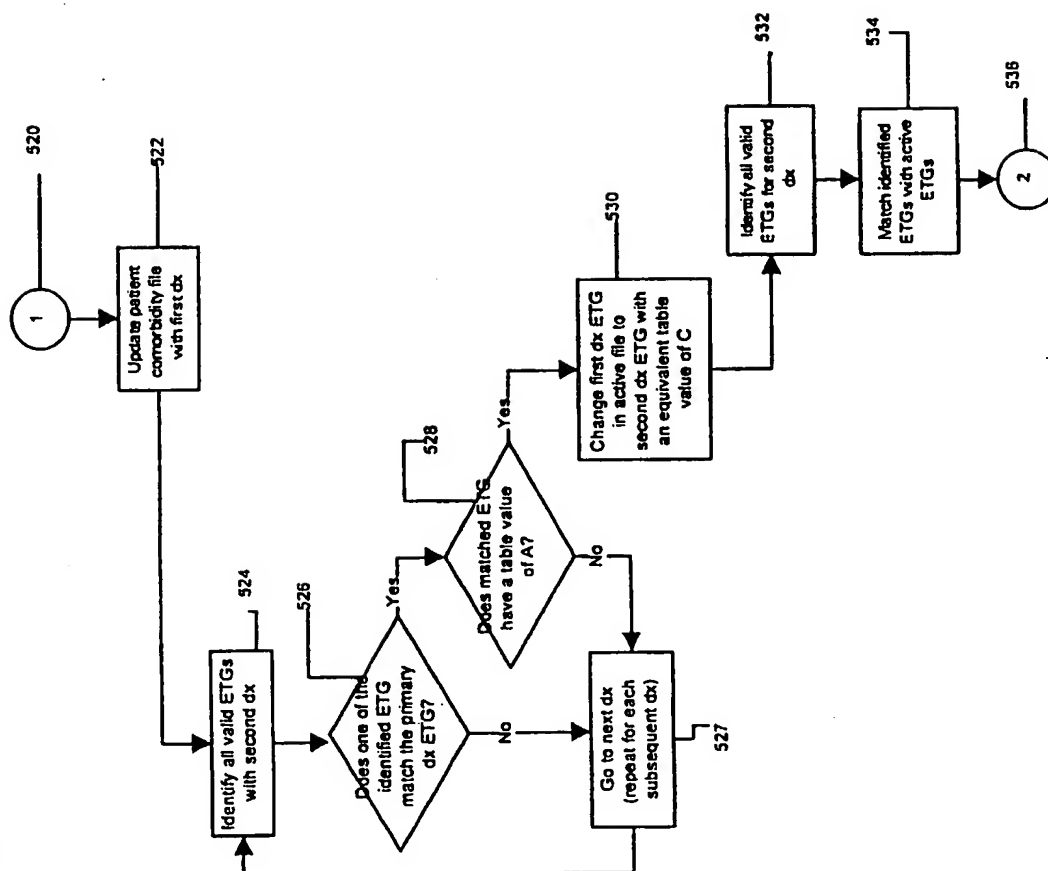 1
520
Update patient
comorbidity file
with first dx
522
Identify all valid ETGs
with second dx
524
Does one of the
identified ETG
match the primary
dx ETG?
526
Yes
No
Does matched ETG
have a table value
of A?
528
Yes
No
Go to next dx
(repeat for each
subsequent dx)
527
Change first dx ETG
in active file to
second dx ETG with
an equivalent table
value of C
530
Identify all valid
ETGs for second
dx
532
Match identified
ETGs with active
ETGs
534
2
536